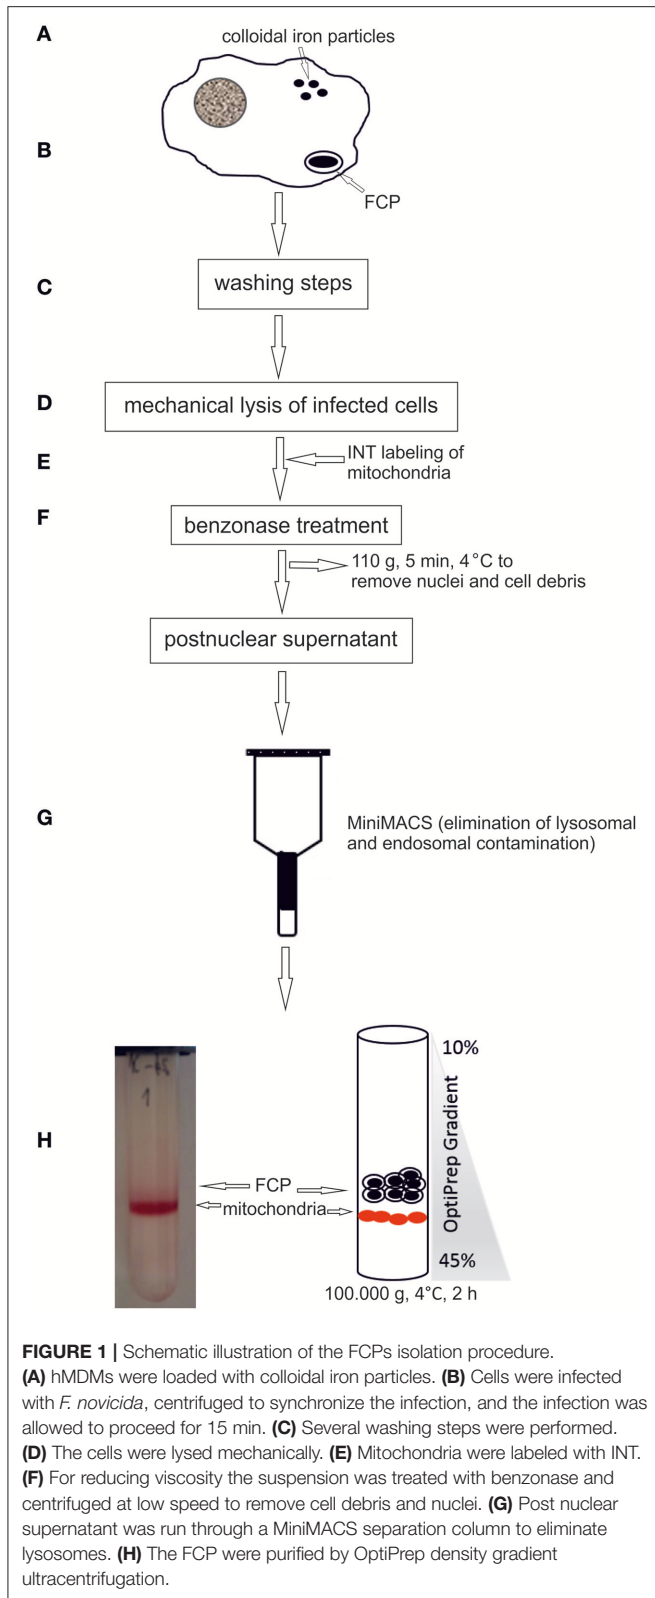 A
colloidal iron particles
B
FCP
C
washing steps
D
mechanical lysis of infected cells
E
INT labeling of
mitochondria
F
benzonase treatment
110 g, 5 min, 4°C to
remove nuclei and cell debris
postnuclear supernatant
G
MiniMACS (elimination of lysosomal
and endosomal contamination)
H
1
FCP
mitochondria
10%
OptiPrep Gradient
45%
100.000 g, 4°C, 2 h
FIGURE 1 | Schematic illustration of the FCPs isolation procedure.
(A) hMDMs were loaded with colloidal iron particles. (B) Cells were infected
with F. novicida, centrifuged to synchronize the infection, and the infection was
allowed to proceed for 15 min. (C) Several washing steps were performed.
(D) The cells were lysed mechanically. (E) Mitochondria were labeled with INT.
(F) For reducing viscosity the suspension was treated with benzonase and
centrifuged at low speed to remove cell debris and nuclei. (G) Post nuclear
supernatant was run through a MiniMACS separation column to eliminate
lysosomes. (H) The FCP were purified by OptiPrep density gradient
ultracentrifugation.